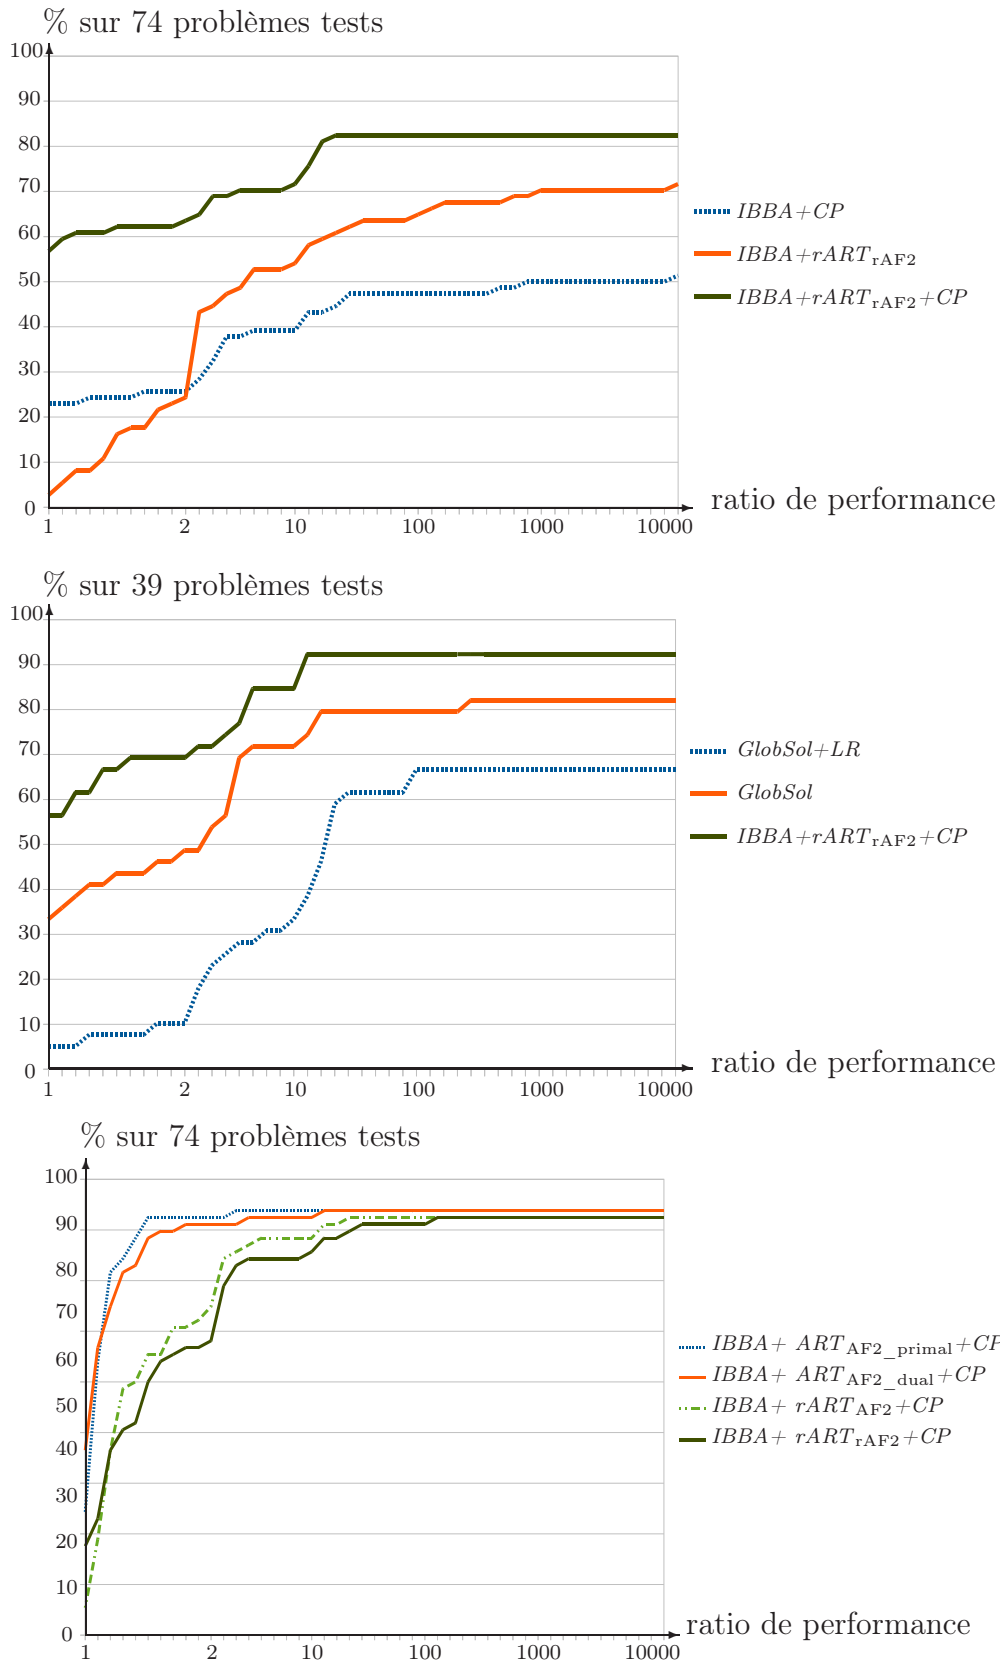 % sur 74 problèmes tests
100
90
80
70
60
50
40
30
20
10
0
1 2 10 100 1000 10000
ratio de performance
IBBA+CP
IBBA+rART_rAF2
IBBA+rART_rAF2+CP
% sur 39 problèmes tests
100
90
80
70
60
50
40
30
20
10
0
1 2 10 100 1000 10000
ratio de performance
GlobSol+LR
GlobSol
IBBA+rART_rAF2+CP
% sur 74 problèmes tests
100
90
80
70
60
50
40
30
20
10
0
1 2 10 100 10000
ratio de performance
IBBA+ ART_AF2_primal+CP
IBBA+ ART_AF2_dual+CP
IBBA+ rART_AF2+CP
IBBA+ rART_rAF2+CP